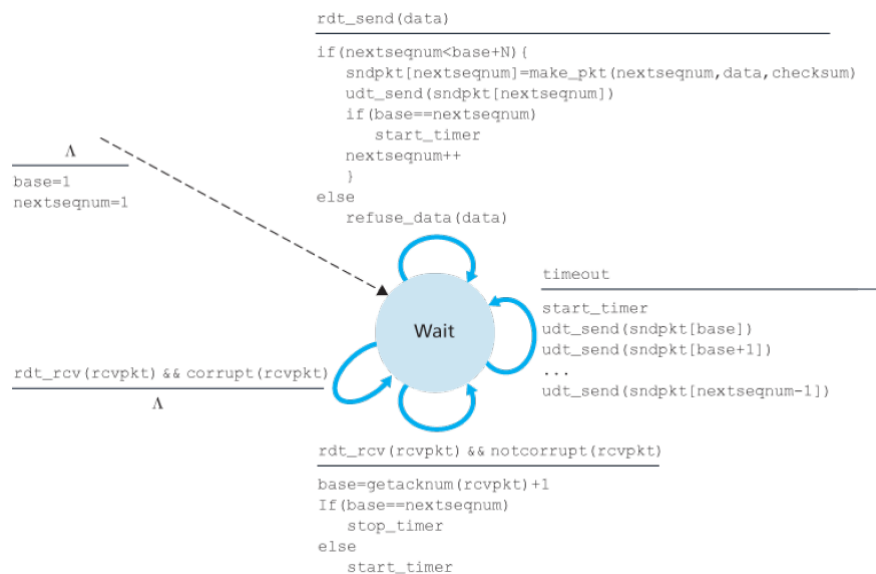 rdt_send(data)
if(nextseqnum<base+N){
sndpkt[nextseqnum]=make_pkt(nextseqnum,data,checksum)
udt_send(sndpkt[nextseqnum])
if(base==nextseqnum)
start_timer
nextseqnum++
}
else
refuse_data(data)
Λ
base=1
nextseqnum=1
Wait
timeout
start_timer
udt_send(sndpkt[base])
udt_send(sndpkt[base+1])
...
udt_send(sndpkt[nextseqnum-1])
rdt_rcv(rcvpkt) && corrupt(rcvpkt)
Λ
rdt_rcv(rcvpkt) && notcorrupt(rcvpkt)
base=getacknum(rcvpkt)+1
If(base==nextseqnum)
stop_timer
else
start_timer